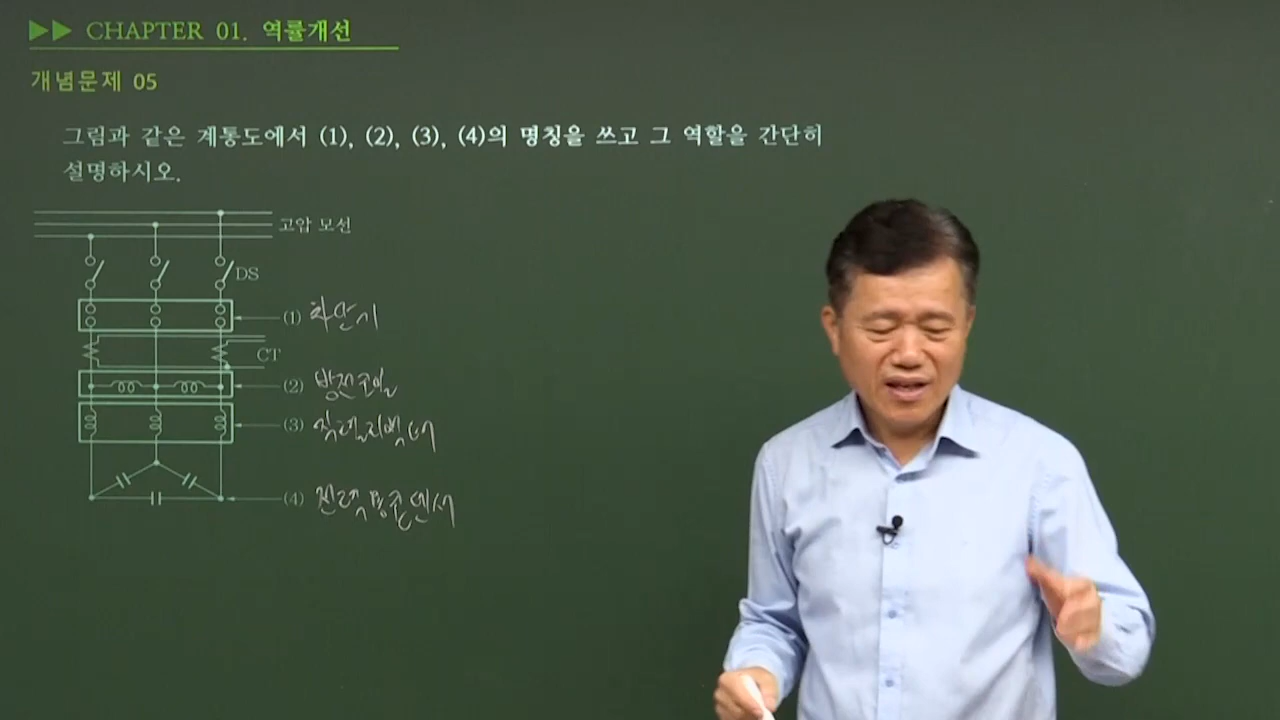 ▶▶ CHAPTER 01. 역률개선
개념문제 05
그림과 같은 계통도에서 (1), (2), (3), (4)의 명칭을 쓰고 그 역할을 간단히
설명하시오.
고압 모선
DS
(1) 차단기
CT
(2) 방전코일
(3) 직렬리액터
(4) 전력용콘덴서